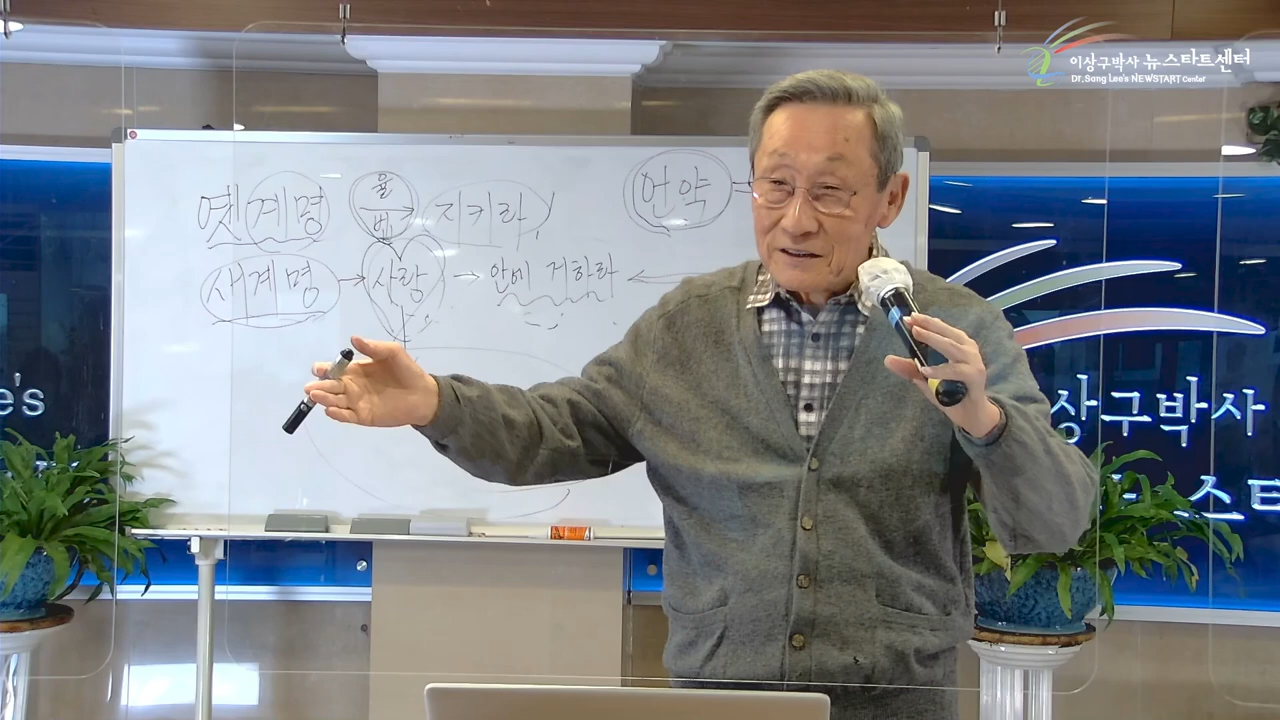 이상구박사 뉴스타트센터
Dr. Sang Lee's NEWSTART Center
옛계명 율법 지키라! 언약 =
새계명 → 사랑 → 안에 거하라 ←
e's
상구박사
스타